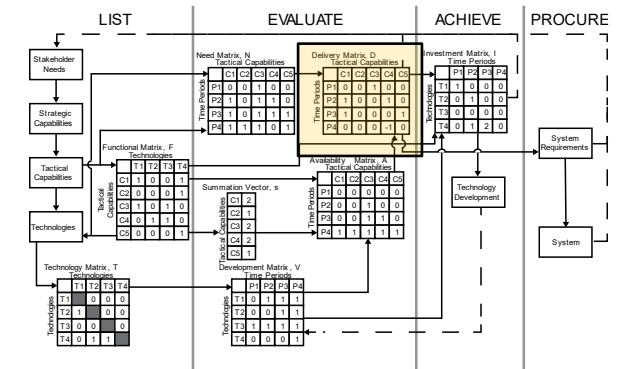 LIST
EVALUATE
ACHIEVE
PROCURE
Stakeholder
Needs
Strategic
Capabilities
Tactical
Capabilities
Technologies
Need Matrix, N
Tactical Capabilities
Time Periods
C1 C2 C3 C4 C5
P1 0 0 1 0 0
P2 1 0 1 0 0
P3 1 0 1 0 1
P4 1 1 1 0 1
Delivery Matrix, D
Tactical Capabilities
Time Periods
C1 C2 C3 C4 C5
P1 0 0 1 0 0
P2 1 0 0 0 0
P3 1 0 0 0 1
P4 0 0 0 -1 0
Investment Matrix, I
Time Periods
Technologies
P1 P2 P3 P4
T1 1 0 0 0
T2 0 1 0 0
T3 0 0 0 0
T4 0 1 2 0
Functional Matrix, F
Technologies
Tactical
Capabilities
T1 T2 T3 T4
C1 1 0 0 1
C2 0 0 0 1
C3 1 0 1 0
C4 0 1 1 0
C5 0 0 0 1
Summation Vector, s
Tactical Capabilities
C1 2
C2 1
C3 2
C4 2
C5 1
Availability Matrix, A
Tactical Capabilities
Time Periods
C1 C2 C3 C4 C5
P1 0 0 0 0 0
P2 0 0 1 0 0
P3 0 0 1 1 0
P4 1 1 1 1 1
Technology
Development
System
Requirements
System
Technology Matrix, T
Technologies
Technologies
T1 T2 T3 T4
T1 0 0 0
T2 1 0 0
T3 0 0 0
T4 0 1 1
Development Matrix, V
Time Periods
Technologies
P1 P2 P3 P4
T1 0 1 1 1
T2 0 0 1 1
T3 1 1 1 1
T4 0 0 0 1